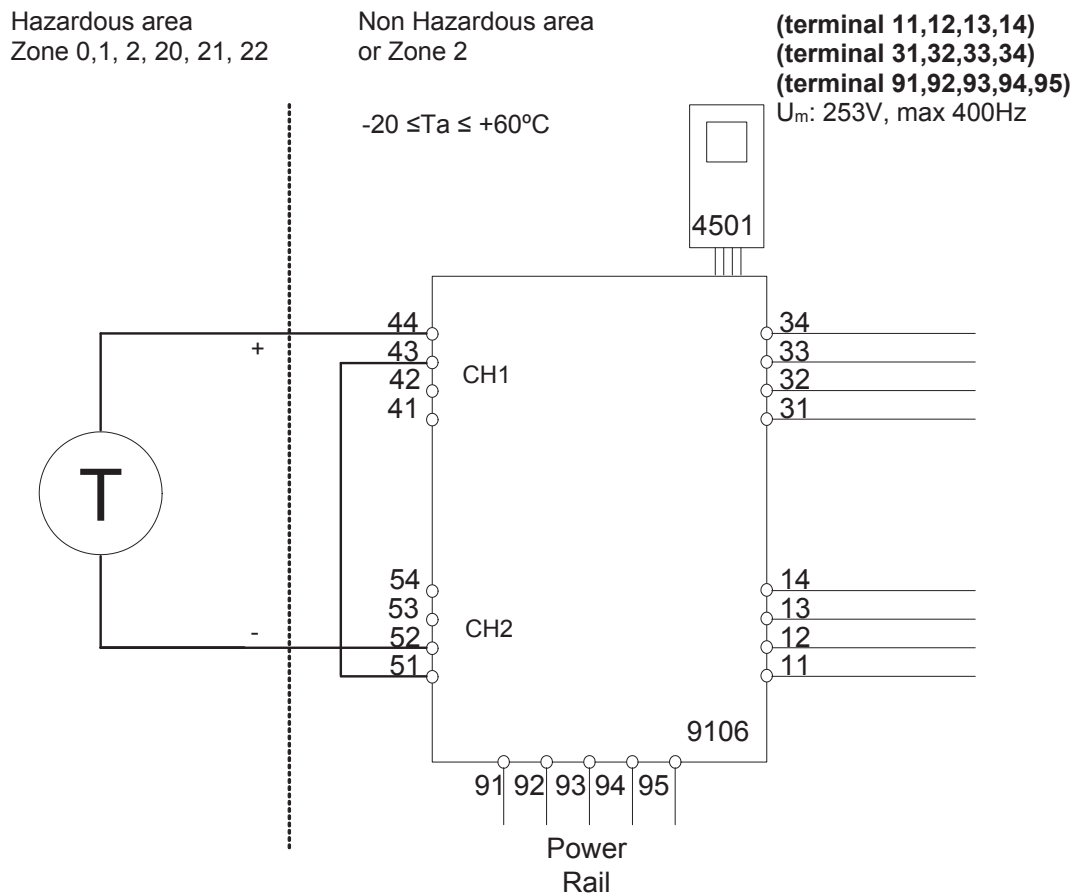 Hazardous area
Zone 0,1, 2, 20, 21, 22
Non Hazardous area
or Zone 2
-20 ≤Ta ≤ +60ºC
(terminal 11,12,13,14)
(terminal 31,32,33,34)
(terminal 91,92,93,94,95)
Um: 253V, max 400Hz
4501
44
43
42
41
+
CH1
34
33
32
31
T
54
53
52
51
-
CH2
14
13
12
11
9106
91 92 93 94 95
Power
Rail